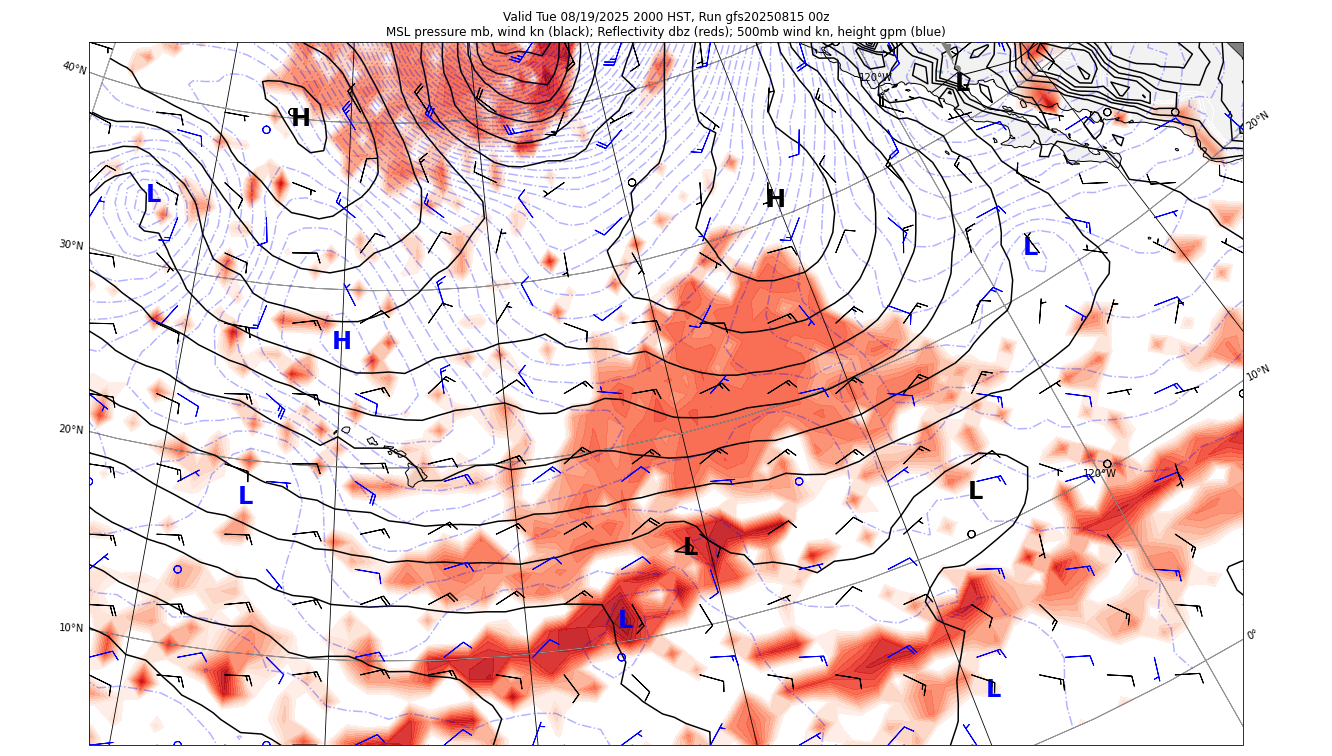 Valid Tue 08/19/2025 2000 HST, Run gfs20250815 00z
MSL pressure mb, wind kn (black); Reflectivity dbz (reds); 500mb wind kn, height gpm (blue)
40°N
120°W
L
20°N
H
L
H
30°N
L
H
10°N
20°N
120°W
L
L
L
10°N
L
0°
L